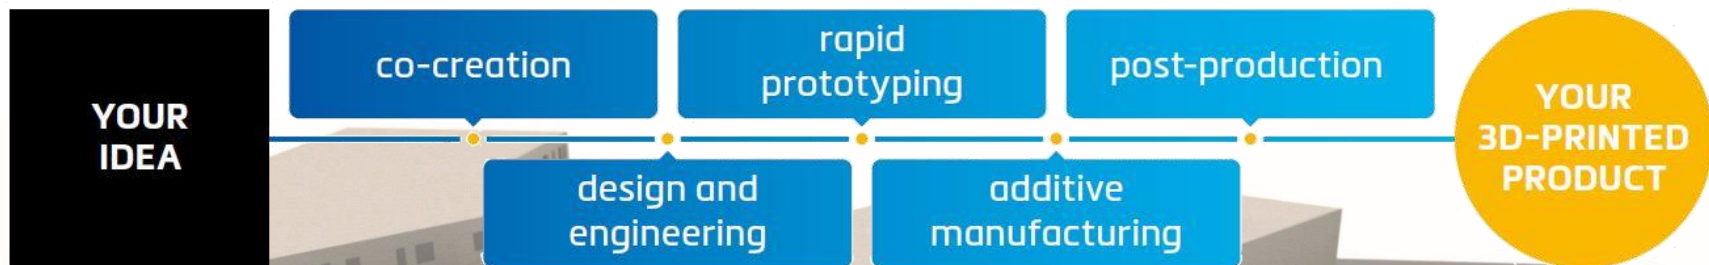 YOUR
IDEA
co-creation
design and
engineering
rapid
prototyping
additive
manufacturing
post-production
YOUR
3D-PRINTED
PRODUCT